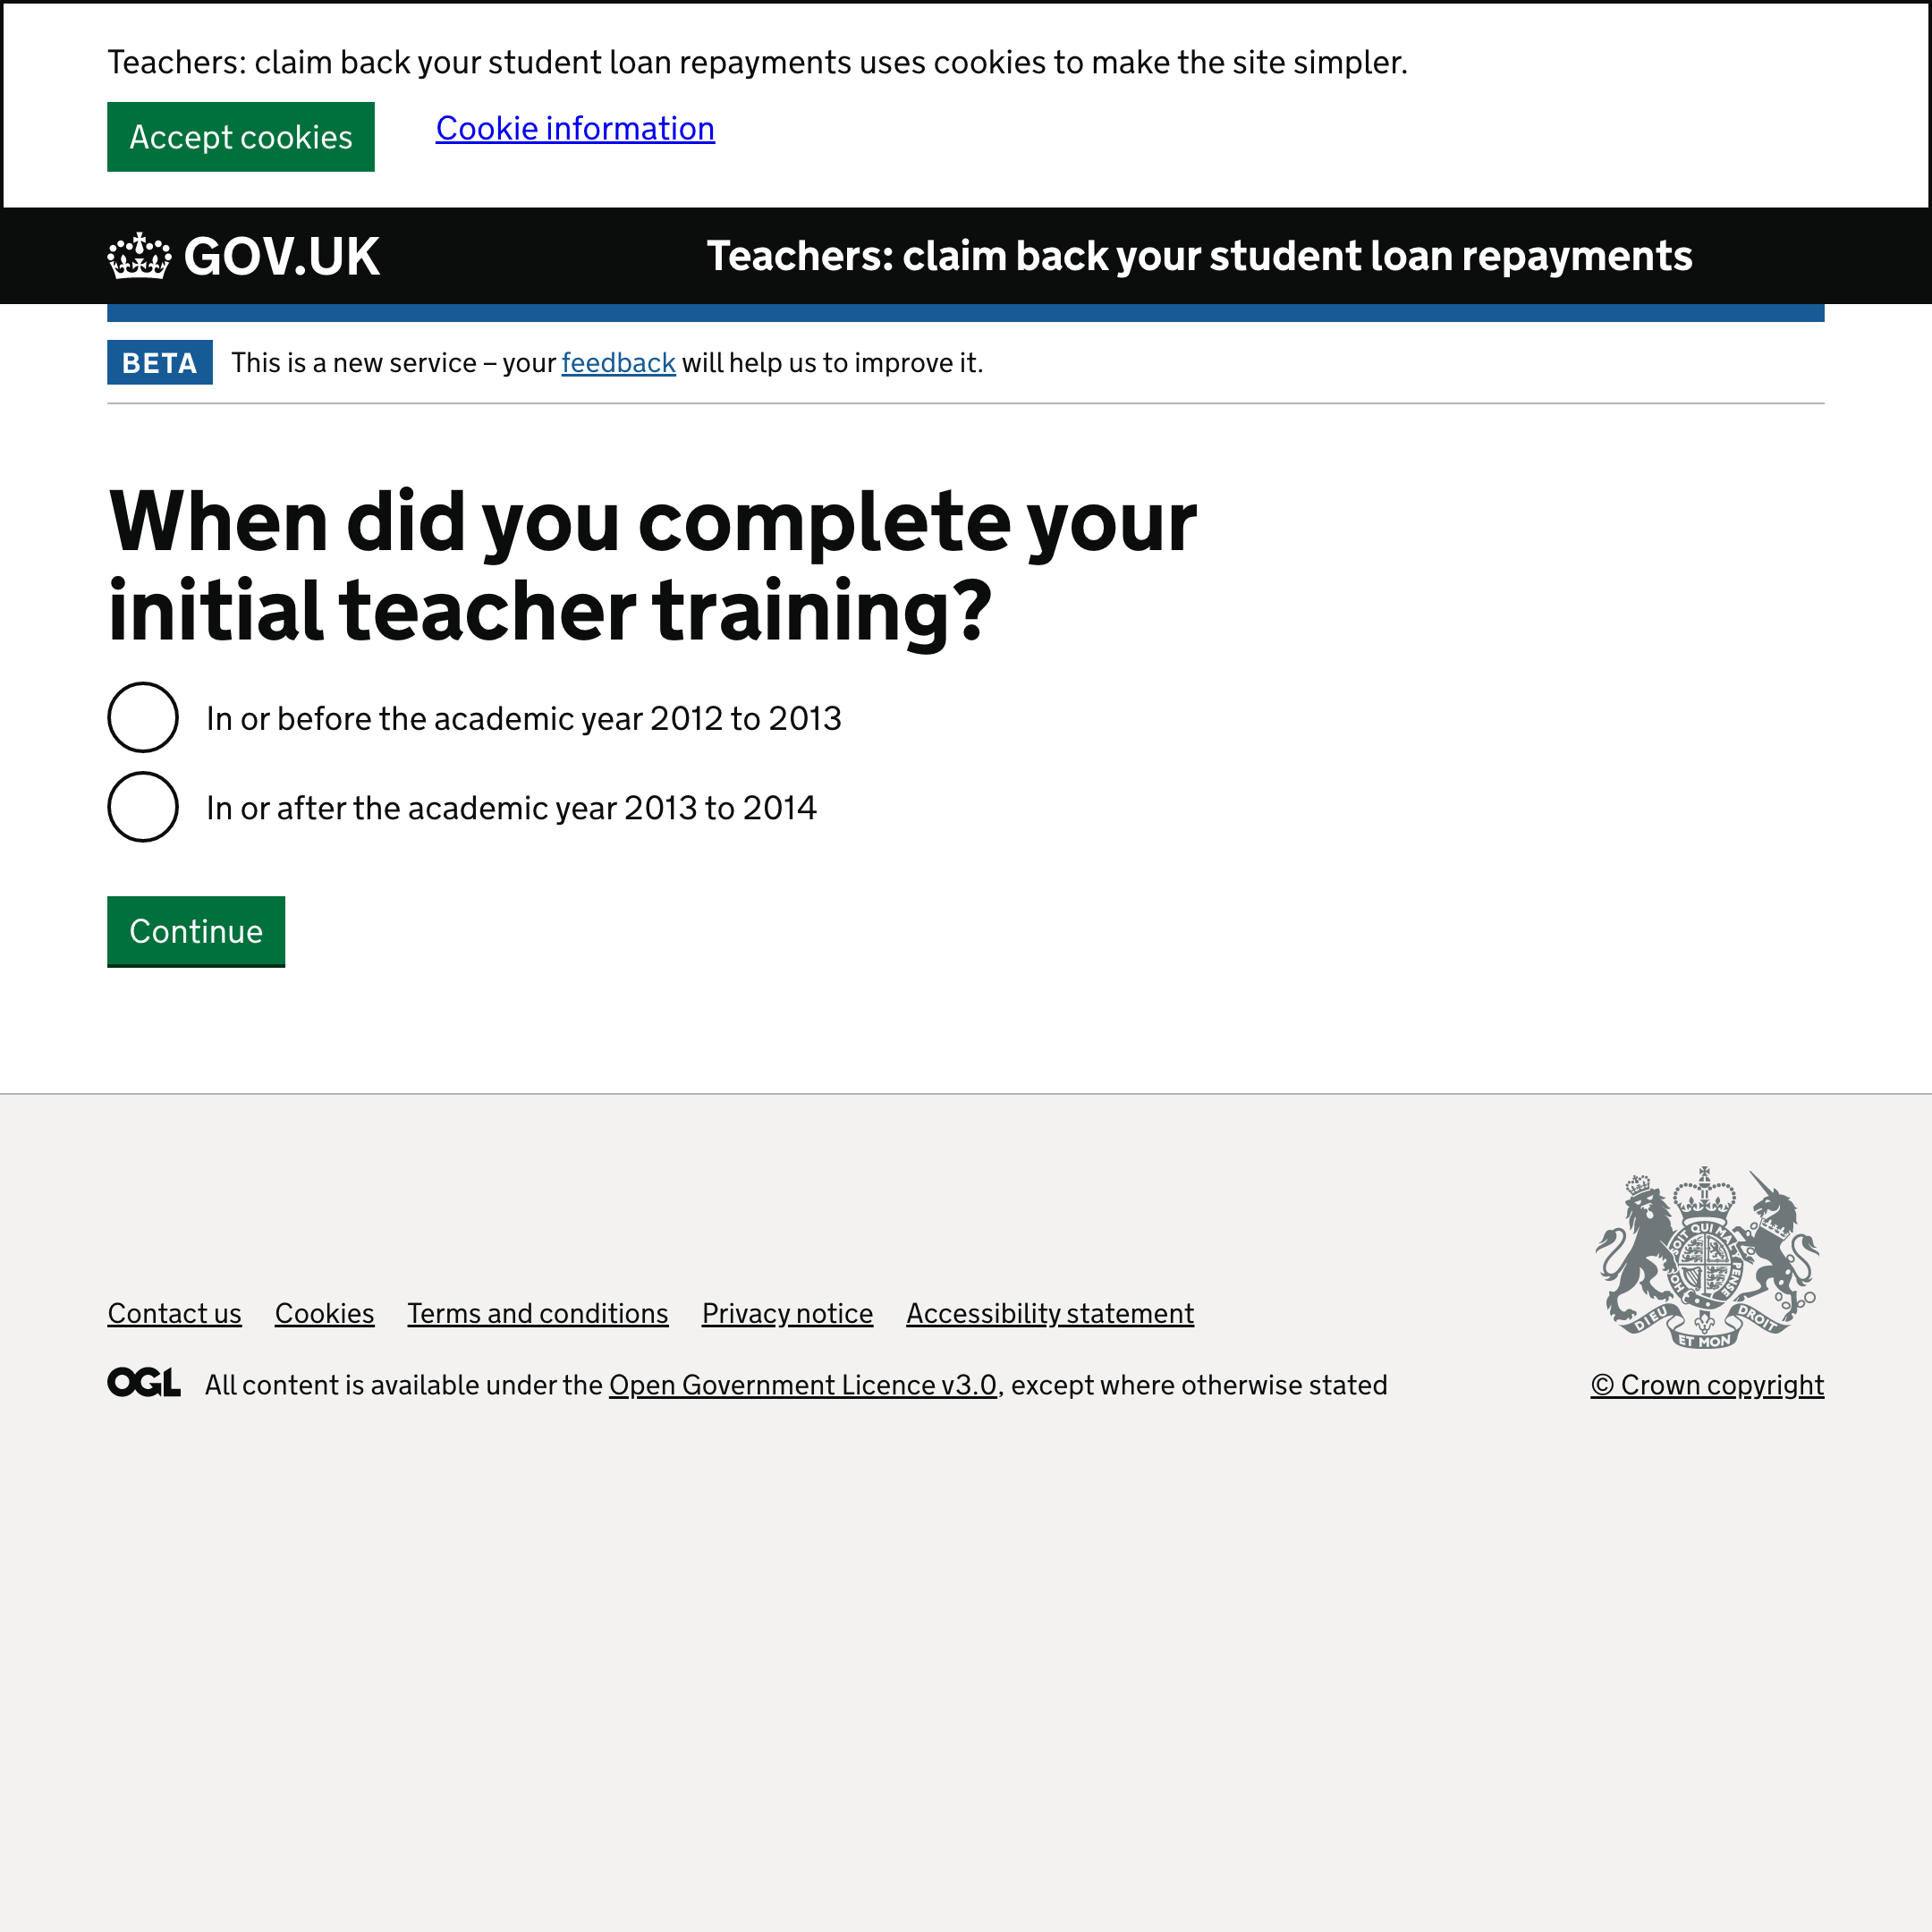 Teachers: claim back your student loan repayments uses cookies to make the site simpler.
Accept cookies
Cookie information
GOV.UK
Teachers: claim back your student loan repayments
BETA
This is a new service – your feedback will help us to improve it.
When did you complete your
initial teacher training?
In or before the academic year 2012 to 2013
In or after the academic year 2013 to 2014
Continue
Contact us Cookies Terms and conditions Privacy notice Accessibility statement
OGL All content is available under the Open Government Licence v3.0, except where otherwise stated
SOIT QUI MAL Y PENSE
DIEU ET MON DROIT
© Crown copyright